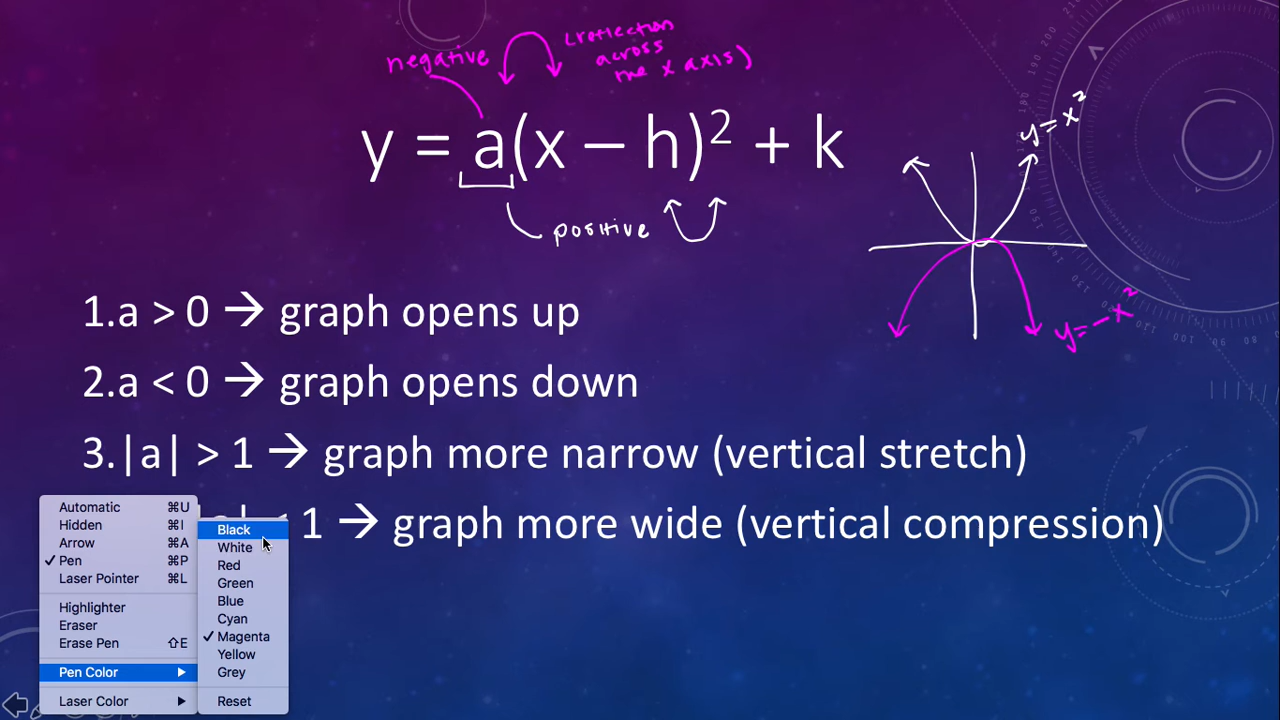 negative
(reflection
across
the x axis)
y = a(x − h)² + k
positive
y = x²
y = −x²
1.a > 0 → graph opens up
2.a < 0 → graph opens down
3.|a| > 1 → graph more narrow (vertical stretch)
|a| < 1 → graph more wide (vertical compression)
Automatic ⌘U
Hidden ⌘I
Arrow ⌘A
✓ Pen ⌘P
Laser Pointer ⌘L
Highlighter
Eraser
Erase Pen ⇧E
Pen Color ▶
Laser Color ▶
Black
White
Red
Green
Blue
Cyan
✓ Magenta
Yellow
Grey
Reset